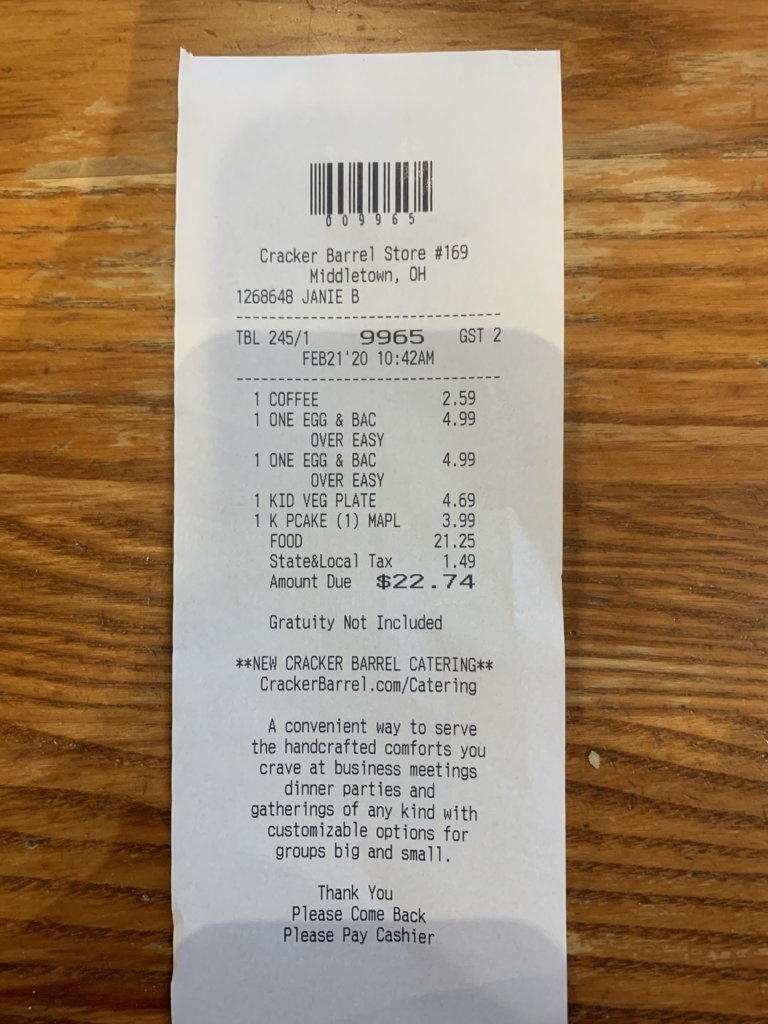 009965
Cracker Barrel Store #169
Middletown, OH
1268648 JANIE B
TBL 245/1 9965 GST 2
FEB21'20 10:42AM
1 COFFEE 2.59
1 ONE EGG & BAC 4.99
OVER EASY
1 ONE EGG & BAC 4.99
OVER EASY
1 KID VEG PLATE 4.69
1 K PCAKE (1) MAPL 3.99
FOOD 21.25
State&Local Tax 1.49
Amount Due $22.74
Gratuity Not Included
**NEW CRACKER BARREL CATERING**
CrackerBarrel.com/Catering
A convenient way to serve
the handcrafted comforts you
crave at business meetings
dinner parties and
gatherings of any kind with
customizable options for
groups big and small.
Thank You
Please Come Back
Please Pay Cashier